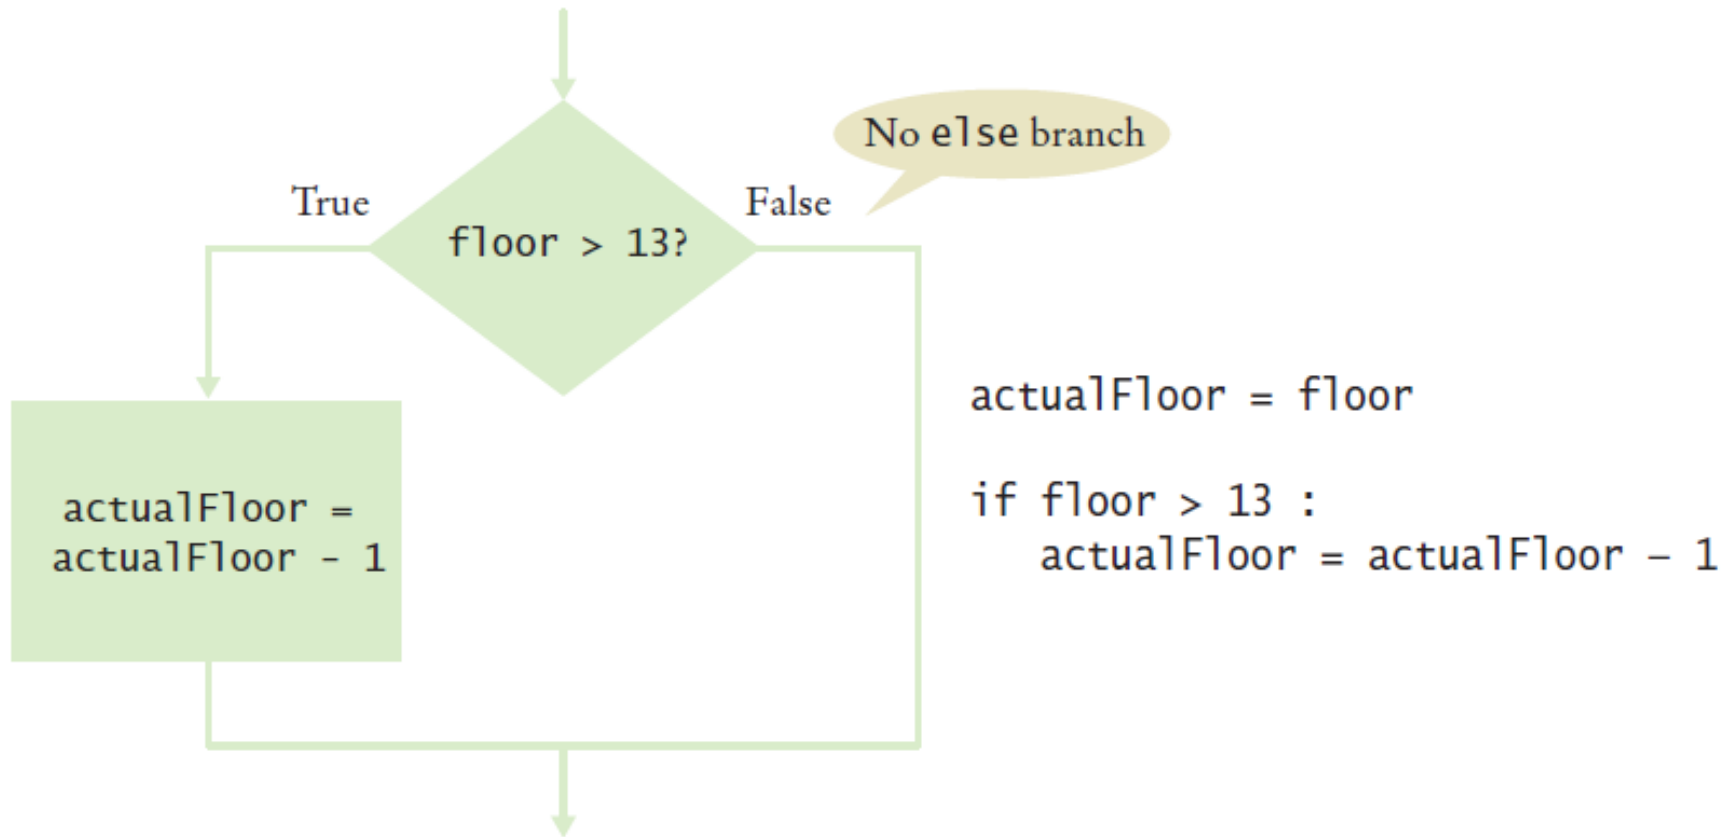 No else branch
True
False
floor > 13?
actualFloor = floor
if floor > 13 :
actualFloor =
actualFloor - 1
actualFloor = actualFloor – 1